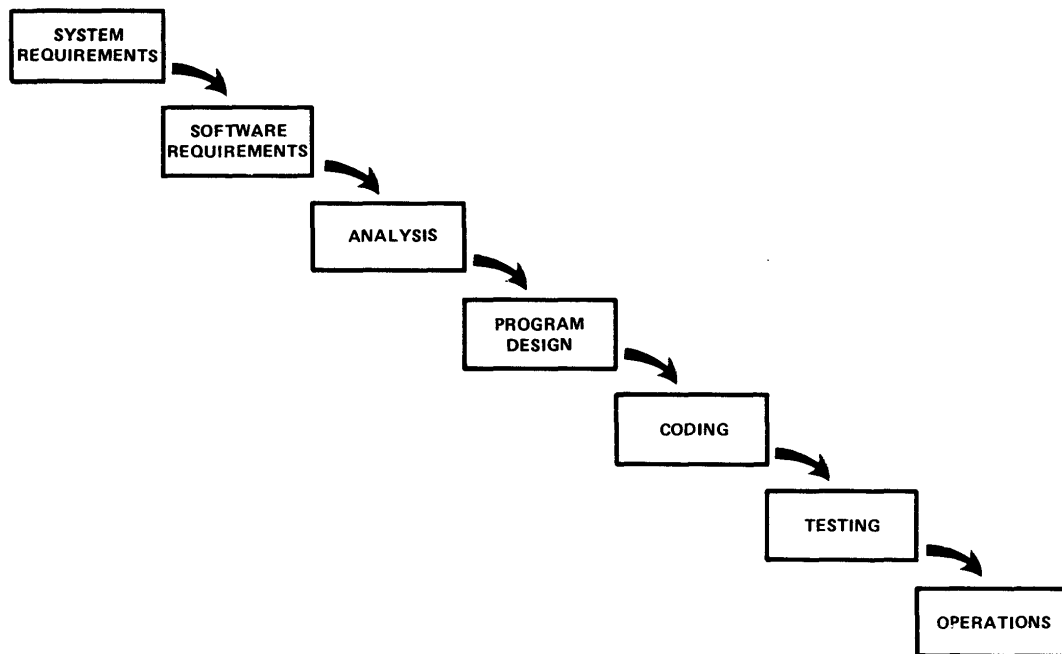 SYSTEM
REQUIREMENTS
SOFTWARE
REQUIREMENTS
ANALYSIS
PROGRAM
DESIGN
CODING
TESTING
OPERATIONS